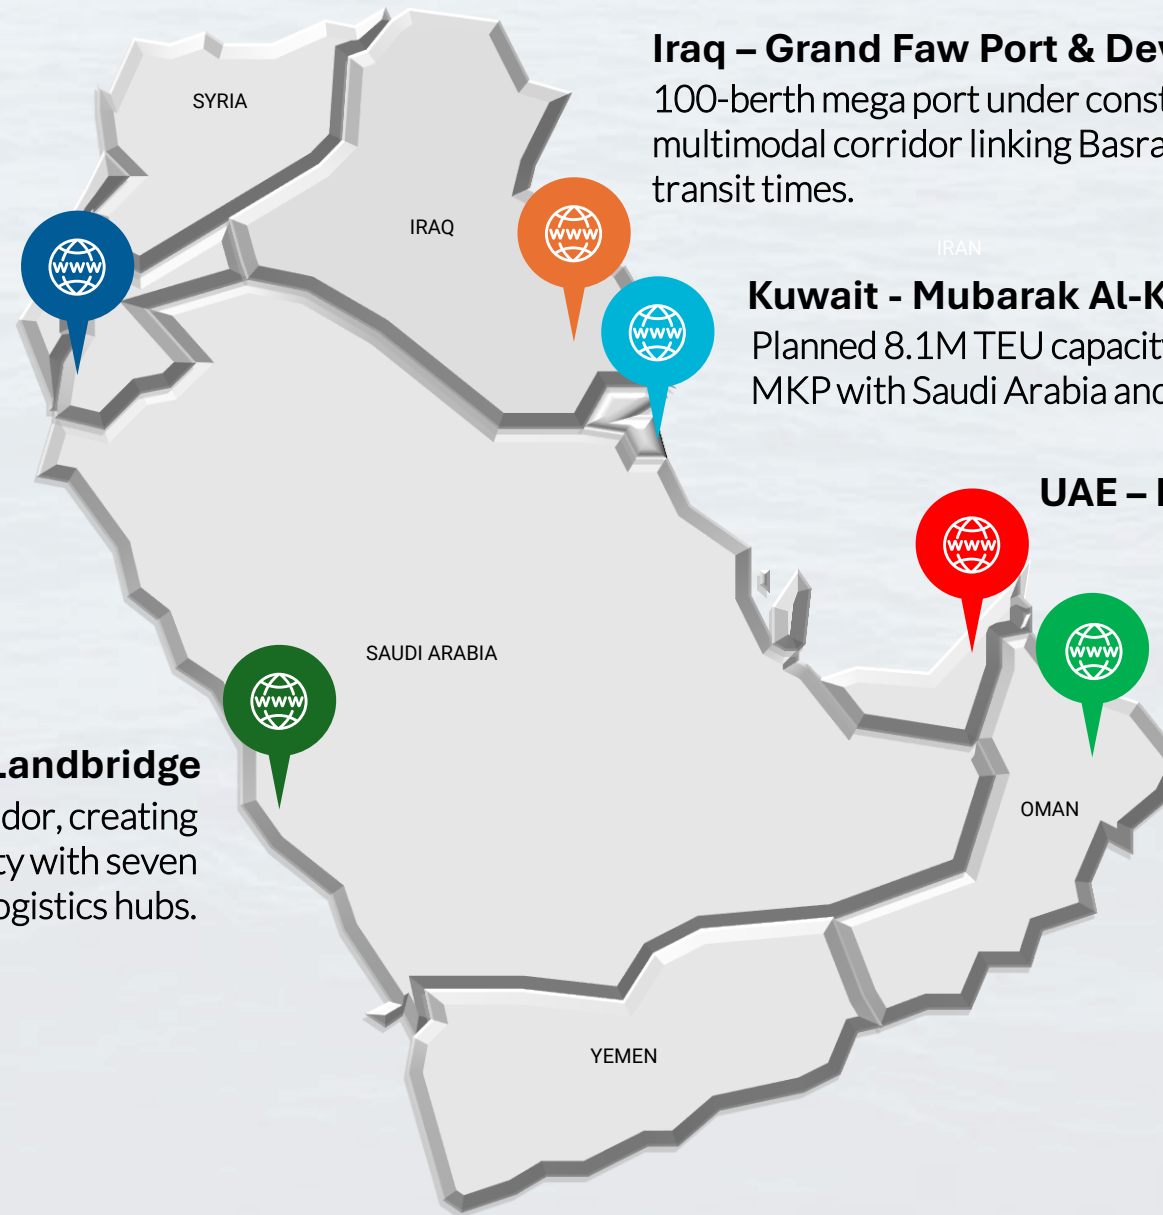 Iraq – Grand Faw Port & Dev
100-berth mega port under const
multimodal corridor linking Basra
transit times.
SYRIA
IRAQ
IRAN
www
www
www
Kuwait - Mubarak Al-K
Planned 8.1M TEU capacity
MKP with Saudi Arabia and
UAE –
www
www
SAUDI ARABIA
www
Landbridge
dor, creating
ty with seven
ogistics hubs.
OMAN
YEMEN